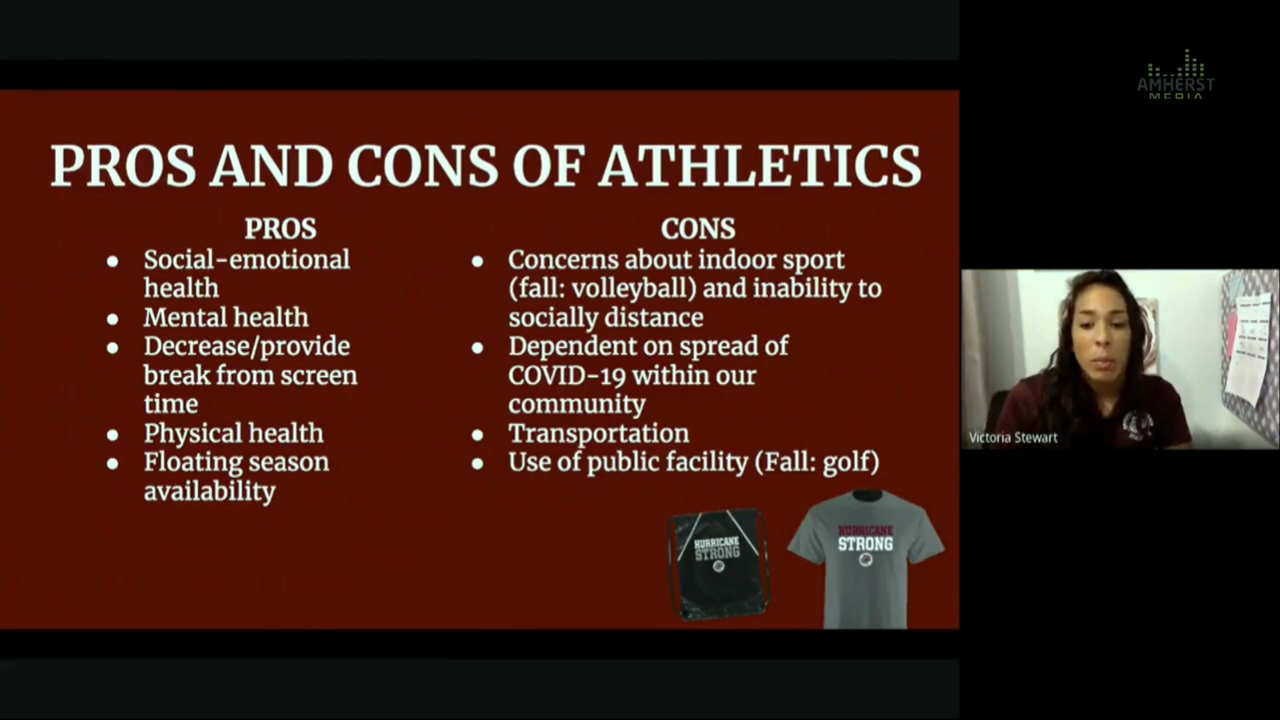 AMHERST
MEDIA
PROS AND CONS OF ATHLETICS
PROS
• Social-emotional
health
• Mental health
• Decrease/provide
break from screen
time
• Physical health
• Floating season
availability
CONS
• Concerns about indoor sport
(fall: volleyball) and inability to
socially distance
• Dependent on spread of
COVID-19 within our
community
• Transportation
• Use of public facility (Fall: golf)
HURRICANE
STRONG
HURRICANE
STRONG
Victoria Stewart